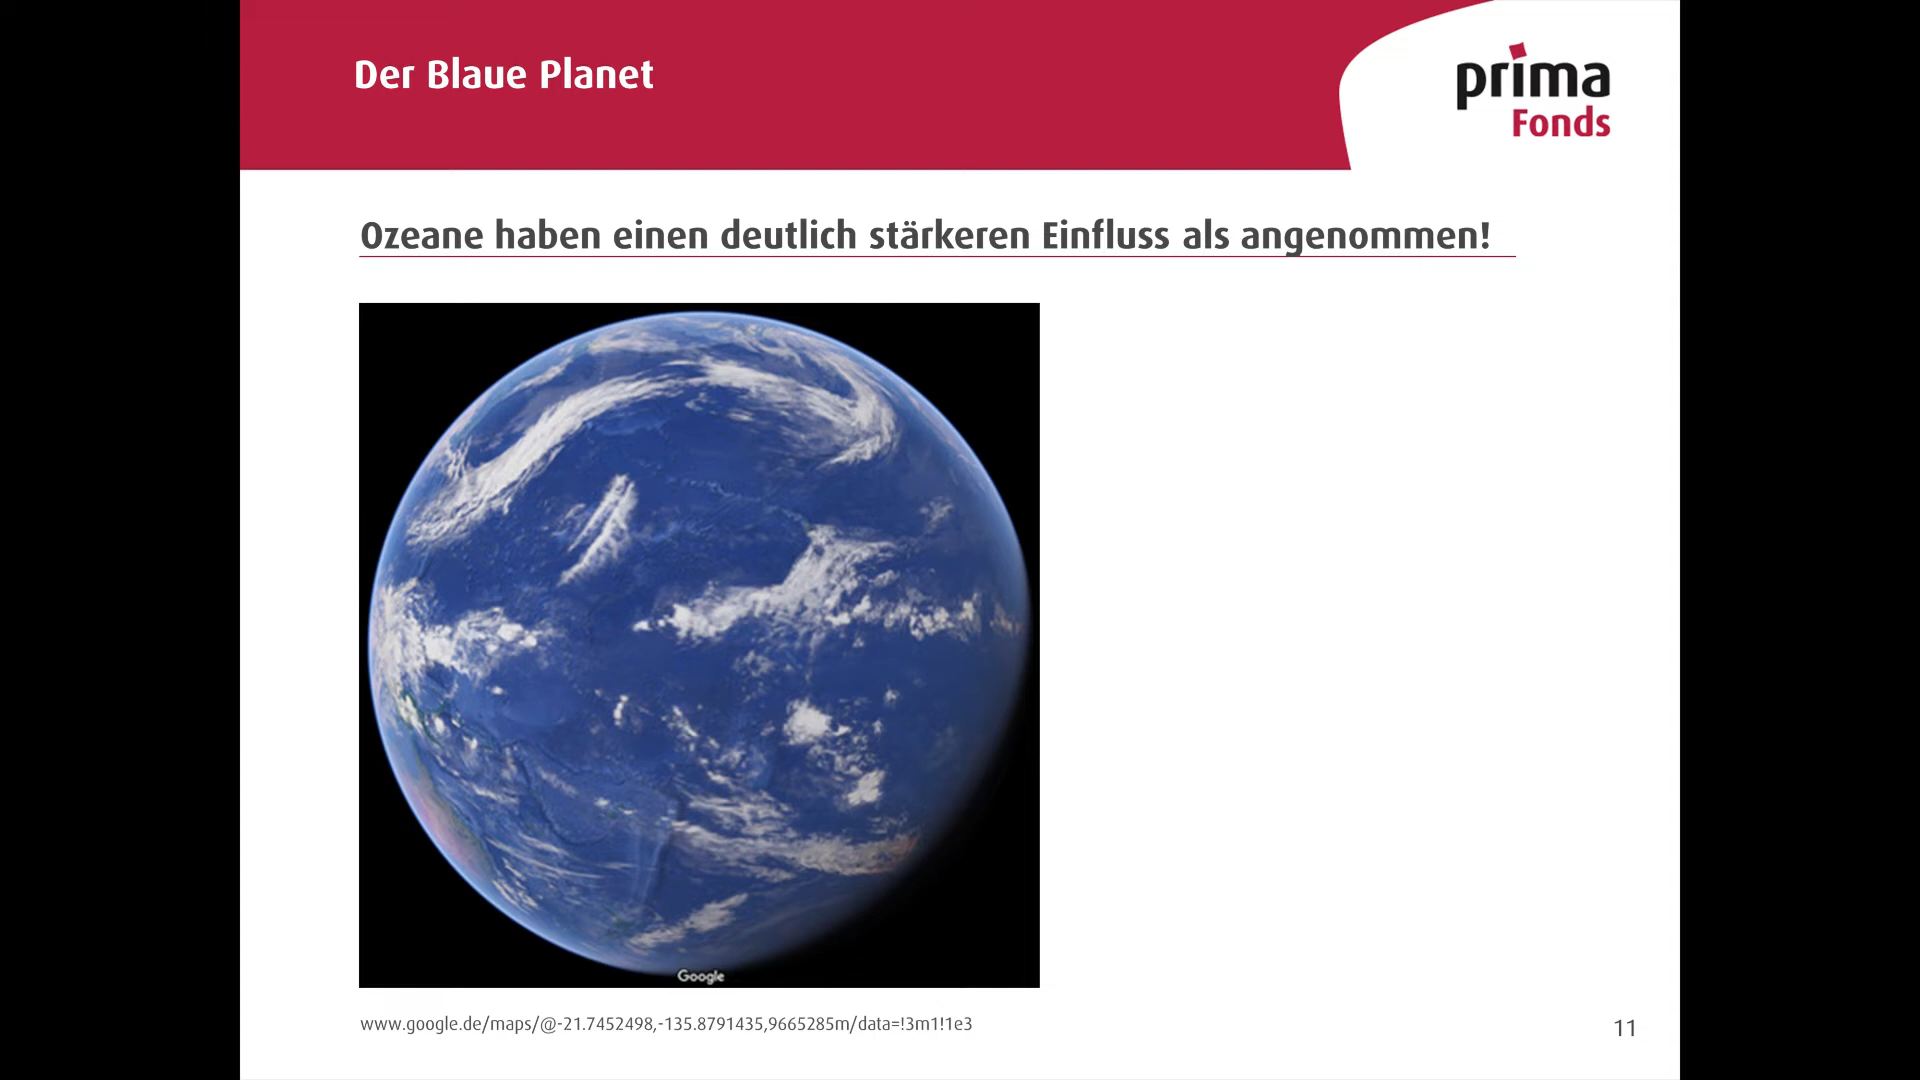 Der Blaue Planet
prima
Fonds
Ozeane haben einen deutlich stärkeren Einfluss als angenommen!
Google
www.google.de/maps/@-21.7452498,-135.8791435,9665285m/data=!3m1!1e3
11